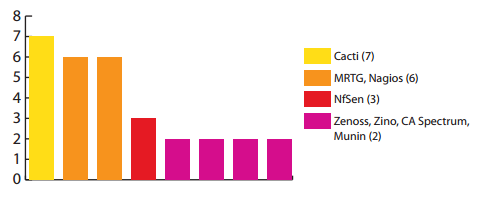 8
7
6
5
4
3
2
1
0
Cacti (7)
MRTG, Nagios (6)
NfSen (3)
Zenoss, Zino, CA Spectrum,
Munin (2)